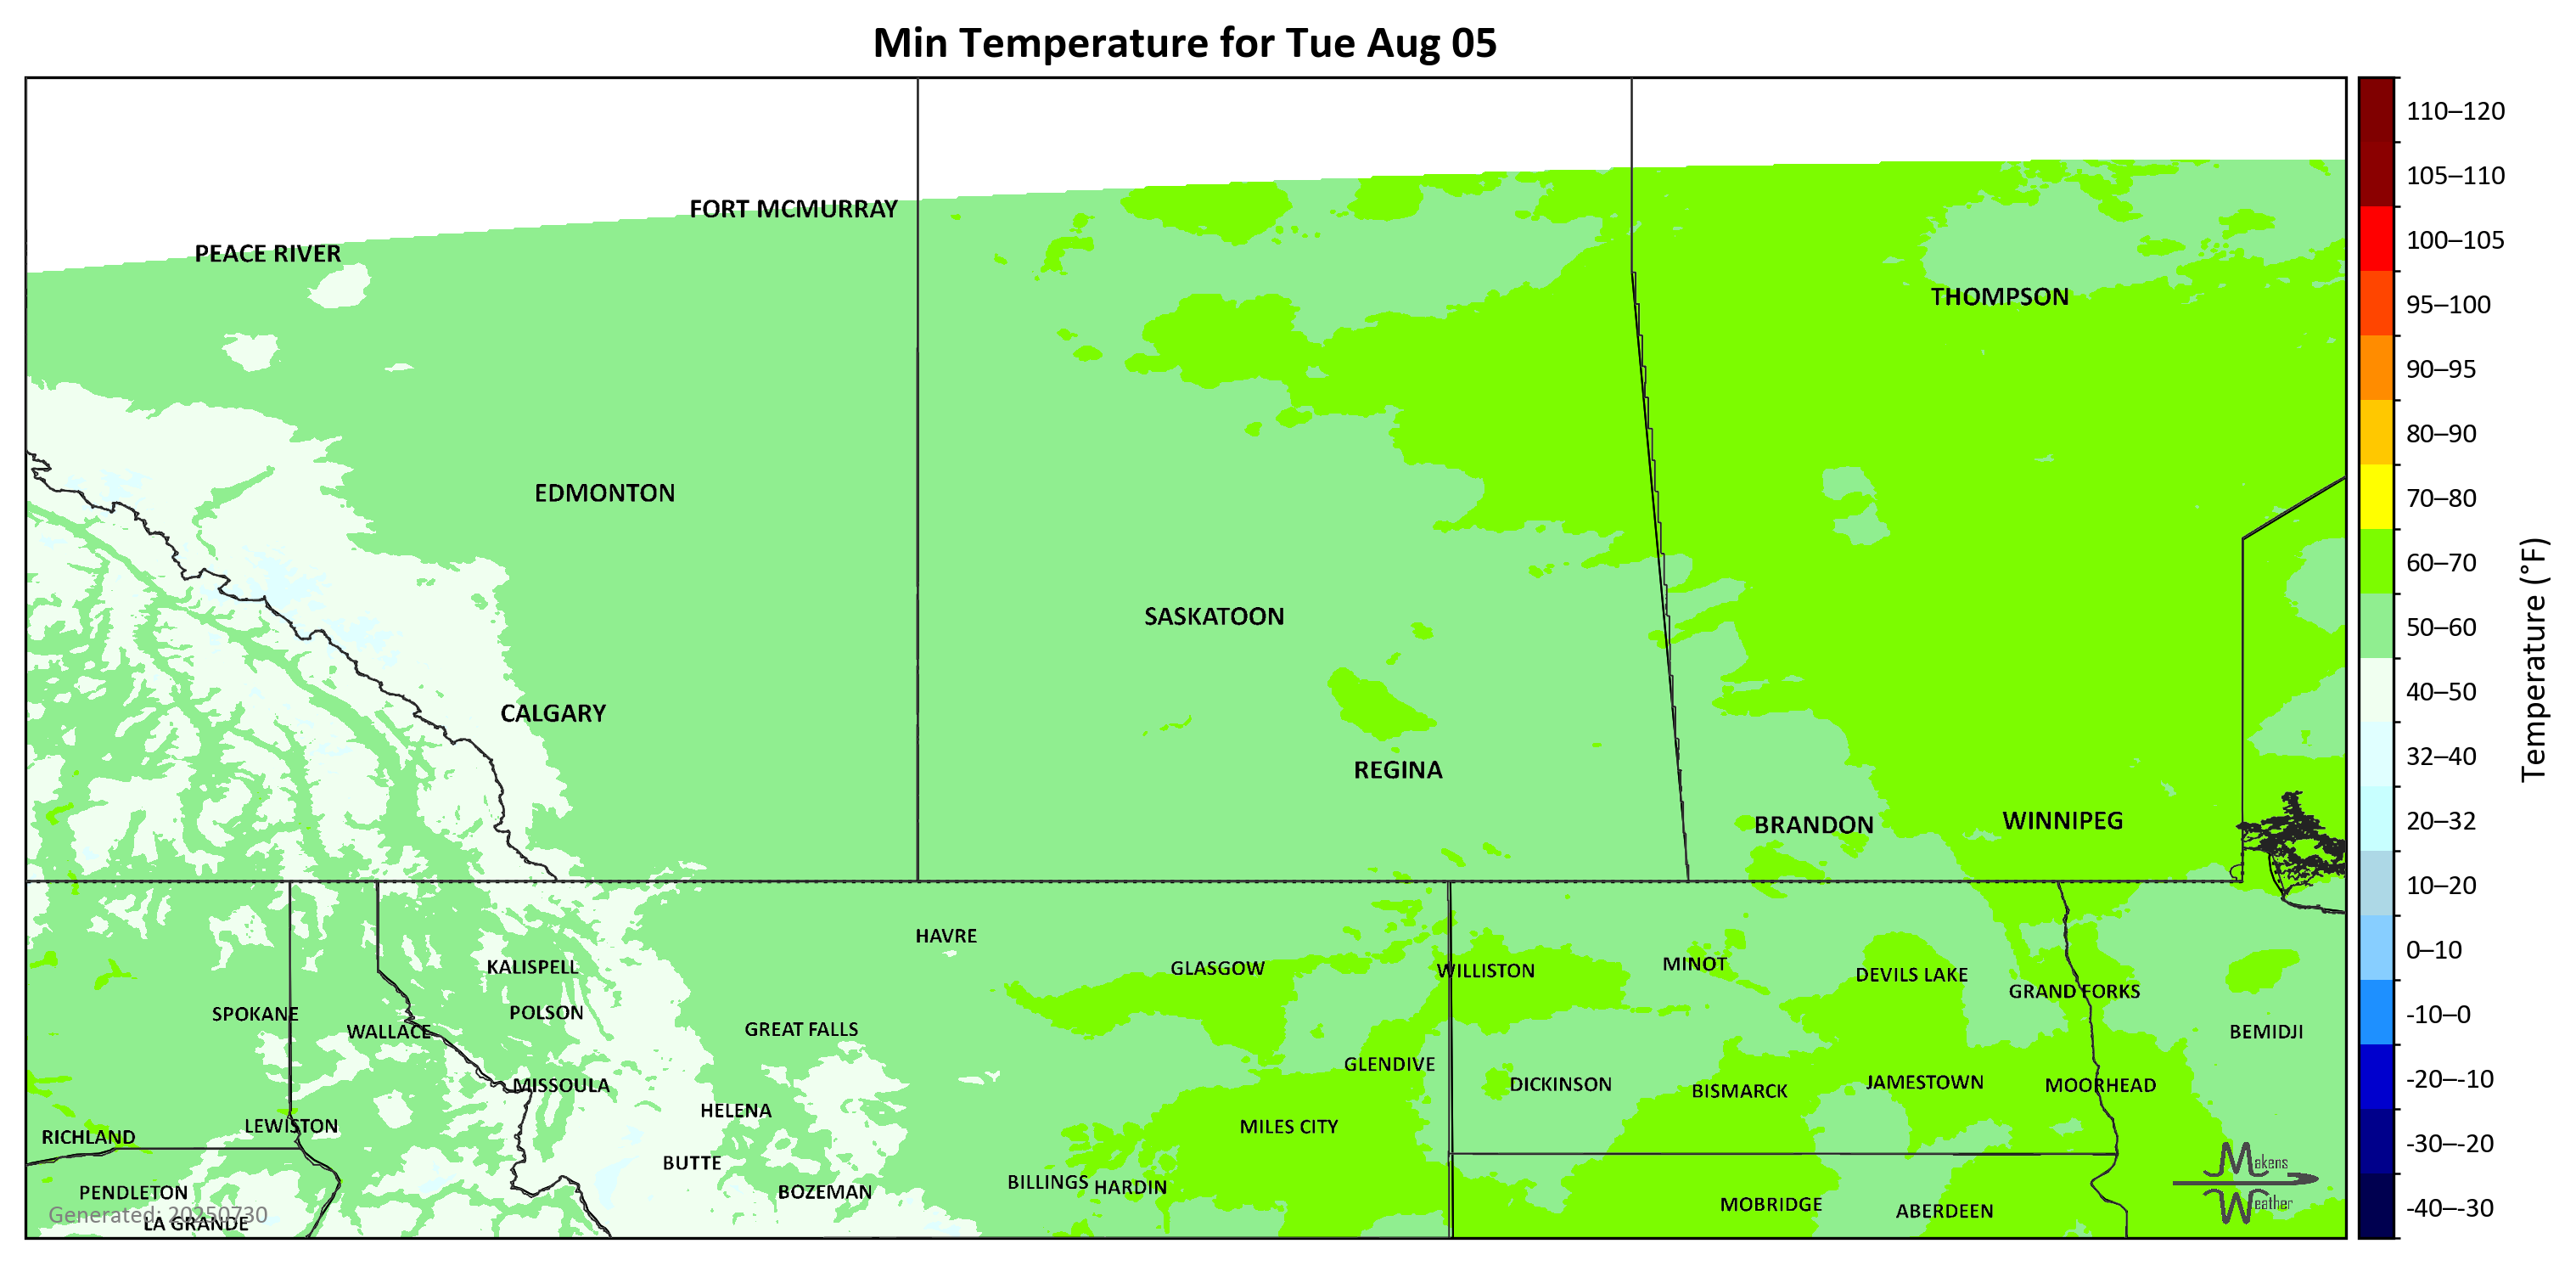 Min Temperature for Tue Aug 05
FORT MCMURRAY
PEACE RIVER
THOMPSON
EDMONTON
SASKATOON
CALGARY
REGINA
BRANDON
WINNIPEG
HAVRE
KALISPELL
GLASGOW
WILLISTON
MINOT
DEVILS LAKE
GRAND FORKS
SPOKANE
POLSON
WALLACE
GREAT FALLS
BEMIDJI
GLENDIVE
MISSOULA
DICKINSON
BISMARCK
JAMESTOWN
MOORHEAD
HELENA
LEWISTON
MILES CITY
RICHLAND
BUTTE
BILLINGS
HARDIN
PENDLETON
BOZEMAN
MOBRIDGE
ABERDEEN
Generated: 20250730
LA GRANDE
Makens
Weather
110–120
105–110
100–105
95–100
90–95
80–90
70–80
60–70
50–60
40–50
32–40
20–32
10–20
0–10
-10–0
-20–-10
-30–-20
-40–-30
Temperature (°F)